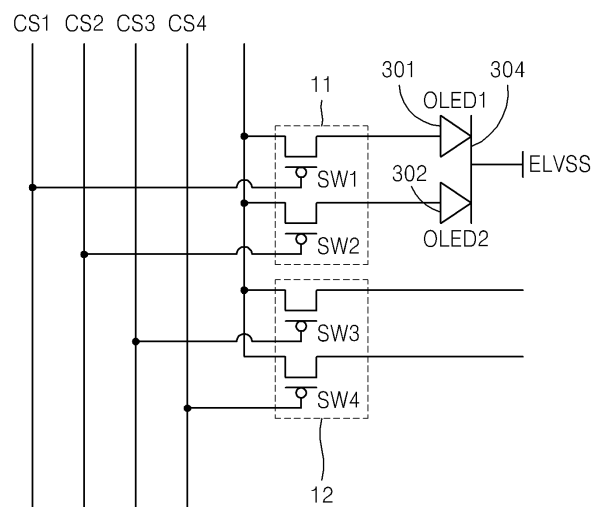 CS1 CS2 CS3 CS4
11
301
OLED1
304
SW1
302
ELVSS
SW2
OLED2
SW3
SW4
12